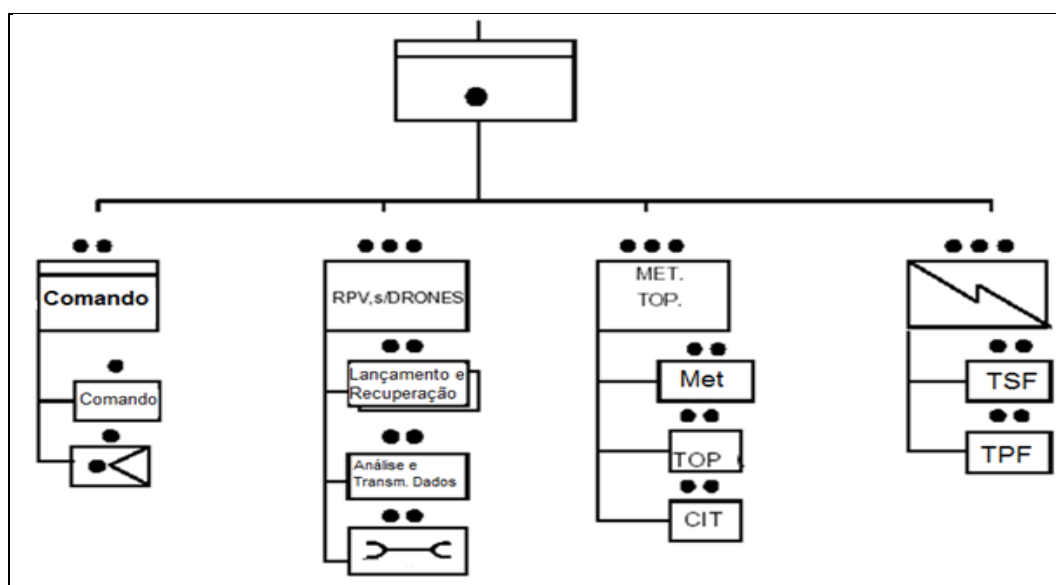 Comando
Comando
RPV,s/DRONES
Lançamento e
Recuperação
Análise e
Transm. Dados
MET.
TOP.
Met
TOP
CIT
TSF
TPF